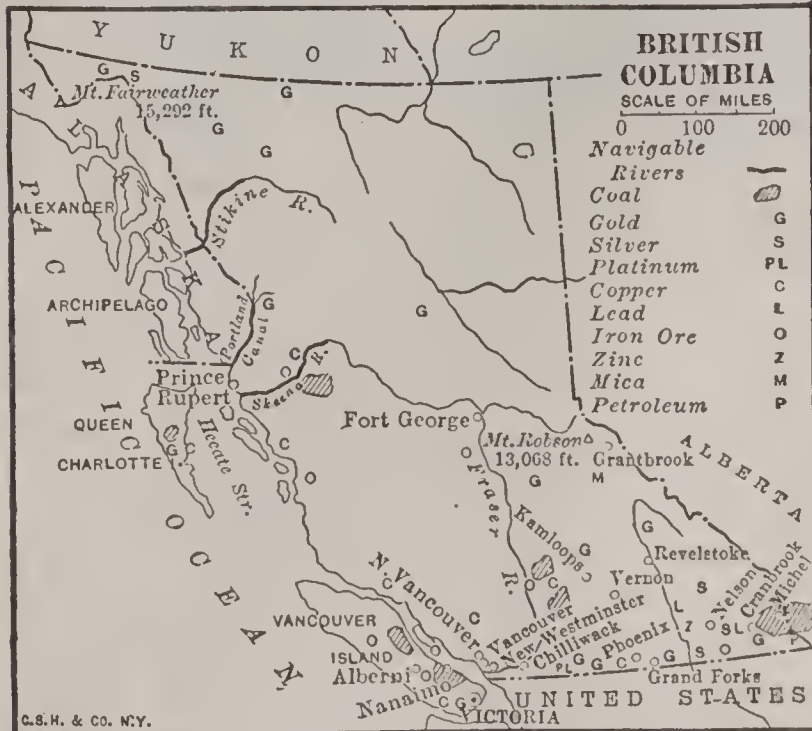 YUKON
BRITISH
COLUMBIA
SCALE OF MILES
0 100 200
Navigable
Rivers
Coal
Gold G
Silver S
Platinum PL
Copper C
Lead L
Iron Ore O
Zinc Z
Mica M
Petroleum P
G S
Mt. Fairweather
15,292 ft.
G
G
G
ALASKA
PACIFIC OCEAN
ALEXANDER
ARCHIPELAGO
Stikine R.
C
Portland
Canal
G
G
C
Prince
Rupert
Skeena R.
QUEEN
CHARLOTTE
G
C
Hecate Str.
C
O
Fort George
Mt. Robson
13,068 ft.
Grantbrook
ALBERTA
O
G
M
Fraser R.
Kamloops
G
C
G
Revelstoke
Vernon
S
L
Z
Nelson
Cranbrook
Michel
SL
G
N. Vancouver
C
C
VANCOUVER
ISLAND
O
Alberni
O
Nanaimo
C G
VICTORIA
Vancouver
New Westminster
Chilliwack
PL
G
G
C
Phoenix
G
S
O
Grand Forks
UNITED STATES
C.S.H. & CO. N.Y.